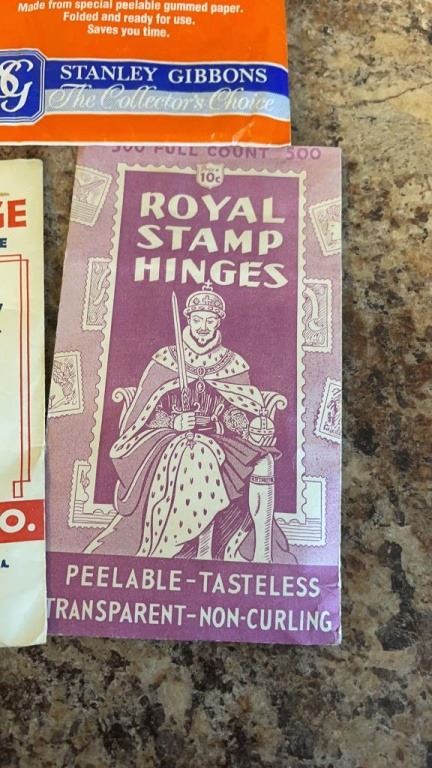 Made from special peelable gummed paper.
Folded and ready for use.
Saves you time.
SG
STANLEY GIBBONS
The Collector's Choice
500 FULL COUNT 500
10¢
ROYAL
STAMP
HINGES
PEELABLE-TASTELESS
TRANSPARENT-NON-CURLING
GE
E
O.